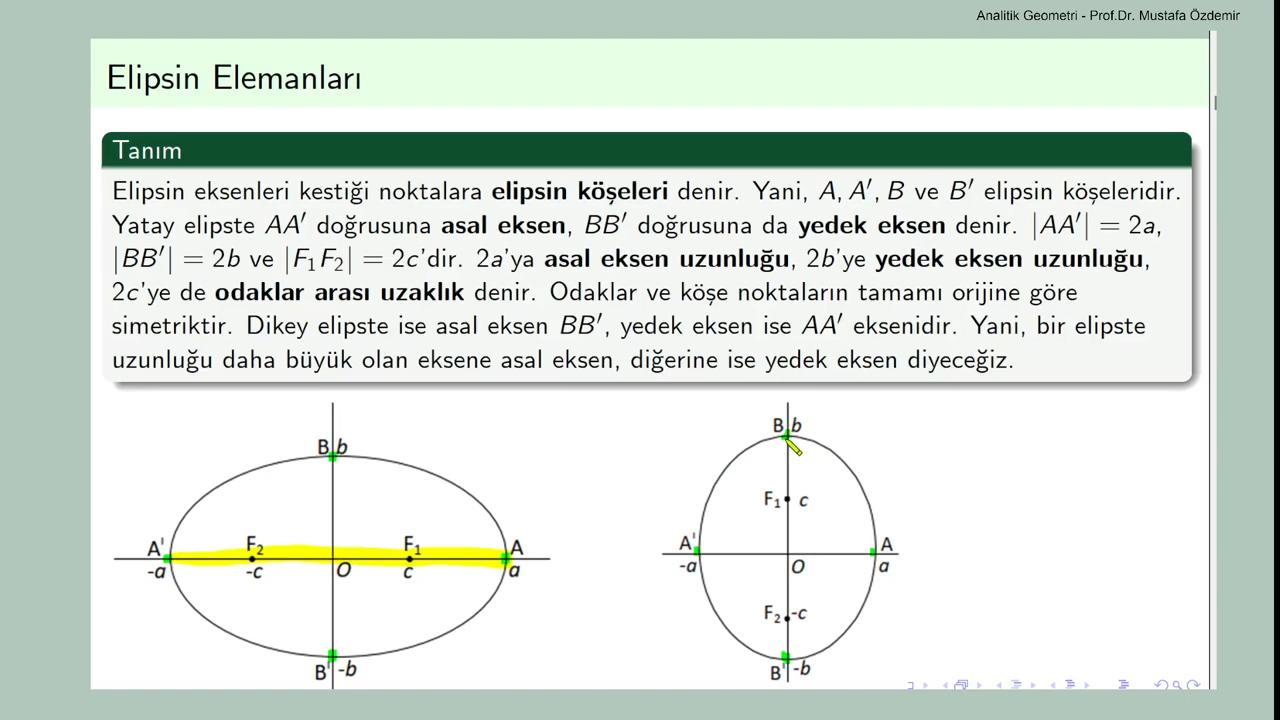 Analitik Geometri - Prof.Dr. Mustafa Özdemir
Elipsin Elemanları
Tanım
Elipsin eksenleri kestiği noktalara elipsin köşeleri denir. Yani, A, A′, B ve B′ elipsin köşeleridir.
Yatay elipste AA′ doğrusuna asal eksen, BB′ doğrusuna da yedek eksen denir. |AA′| = 2a,
|BB′| = 2b ve |F₁F₂| = 2c'dir. 2a'ya asal eksen uzunluğu, 2b'ye yedek eksen uzunluğu,
2c'ye de odaklar arası uzaklık denir. Odaklar ve köşe noktaların tamamı orijine göre
simetriktir. Dikey elipste ise asal eksen BB′, yedek eksen ise AA′ eksenidir. Yani, bir elipste
uzunluğu daha büyük olan eksene asal eksen, diğerine ise yedek eksen diyeceğiz.
B b
A' F₂ F₁ A
-a -c O c a
B' -b
B b
F₁ c
A' A
-a O a
F₂ -c
B' -b